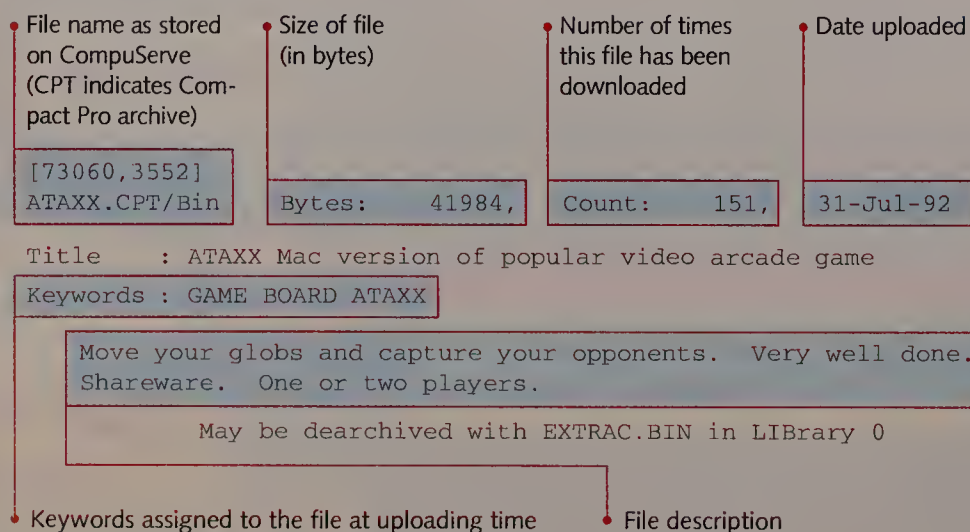 File name as stored
on CompuServe
(CPT indicates Com-
pact Pro archive)
Size of file
(in bytes)
Number of times
this file has been
downloaded
Date uploaded
[73060,3552]
ATAXX.CPT/Bin
Bytes: 41984,
Count: 151,
31-Jul-92
Title : ATAXX Mac version of popular video arcade game
Keywords : GAME BOARD ATAXX
Move your globs and capture your opponents. Very well done.
Shareware. One or two players.
May be dearchived with EXTRAC.BIN in LIBrary 0
Keywords assigned to the file at uploading time
File description